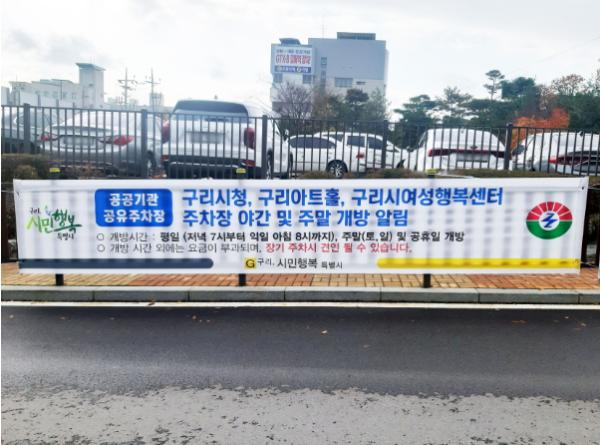 구리,
시민행복
특별시
공공기관
공유주차장
구리시청, 구리아트홀, 구리시여성행복센터
주차장 야간 및 주말 개방 알림
○ 개방시간 : 평일 (저녁 7시부터 익일 아침 8시까지), 주말(토,일) 및 공휴일 개방
○ 개방 시간 외에는 요금이 부과되며, 장기 주차시 견인 될 수 있습니다.
G 구리, 시민행복 특별시